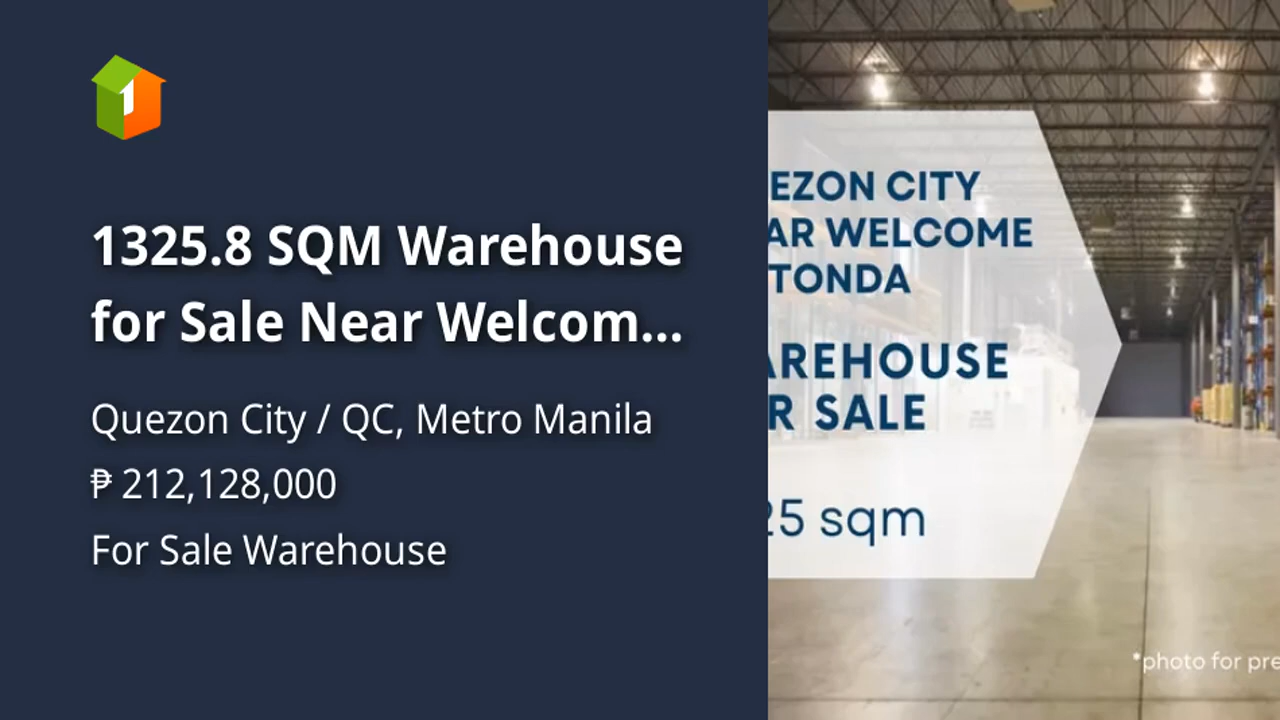 1325.8 SQM Warehouse
for Sale Near Welcom...
Quezon City / QC, Metro Manila
₱ 212,128,000
For Sale Warehouse
EZON CITY
AR WELCOME
TONDA
AREHOUSE
R SALE
25 sqm
*photo for pre